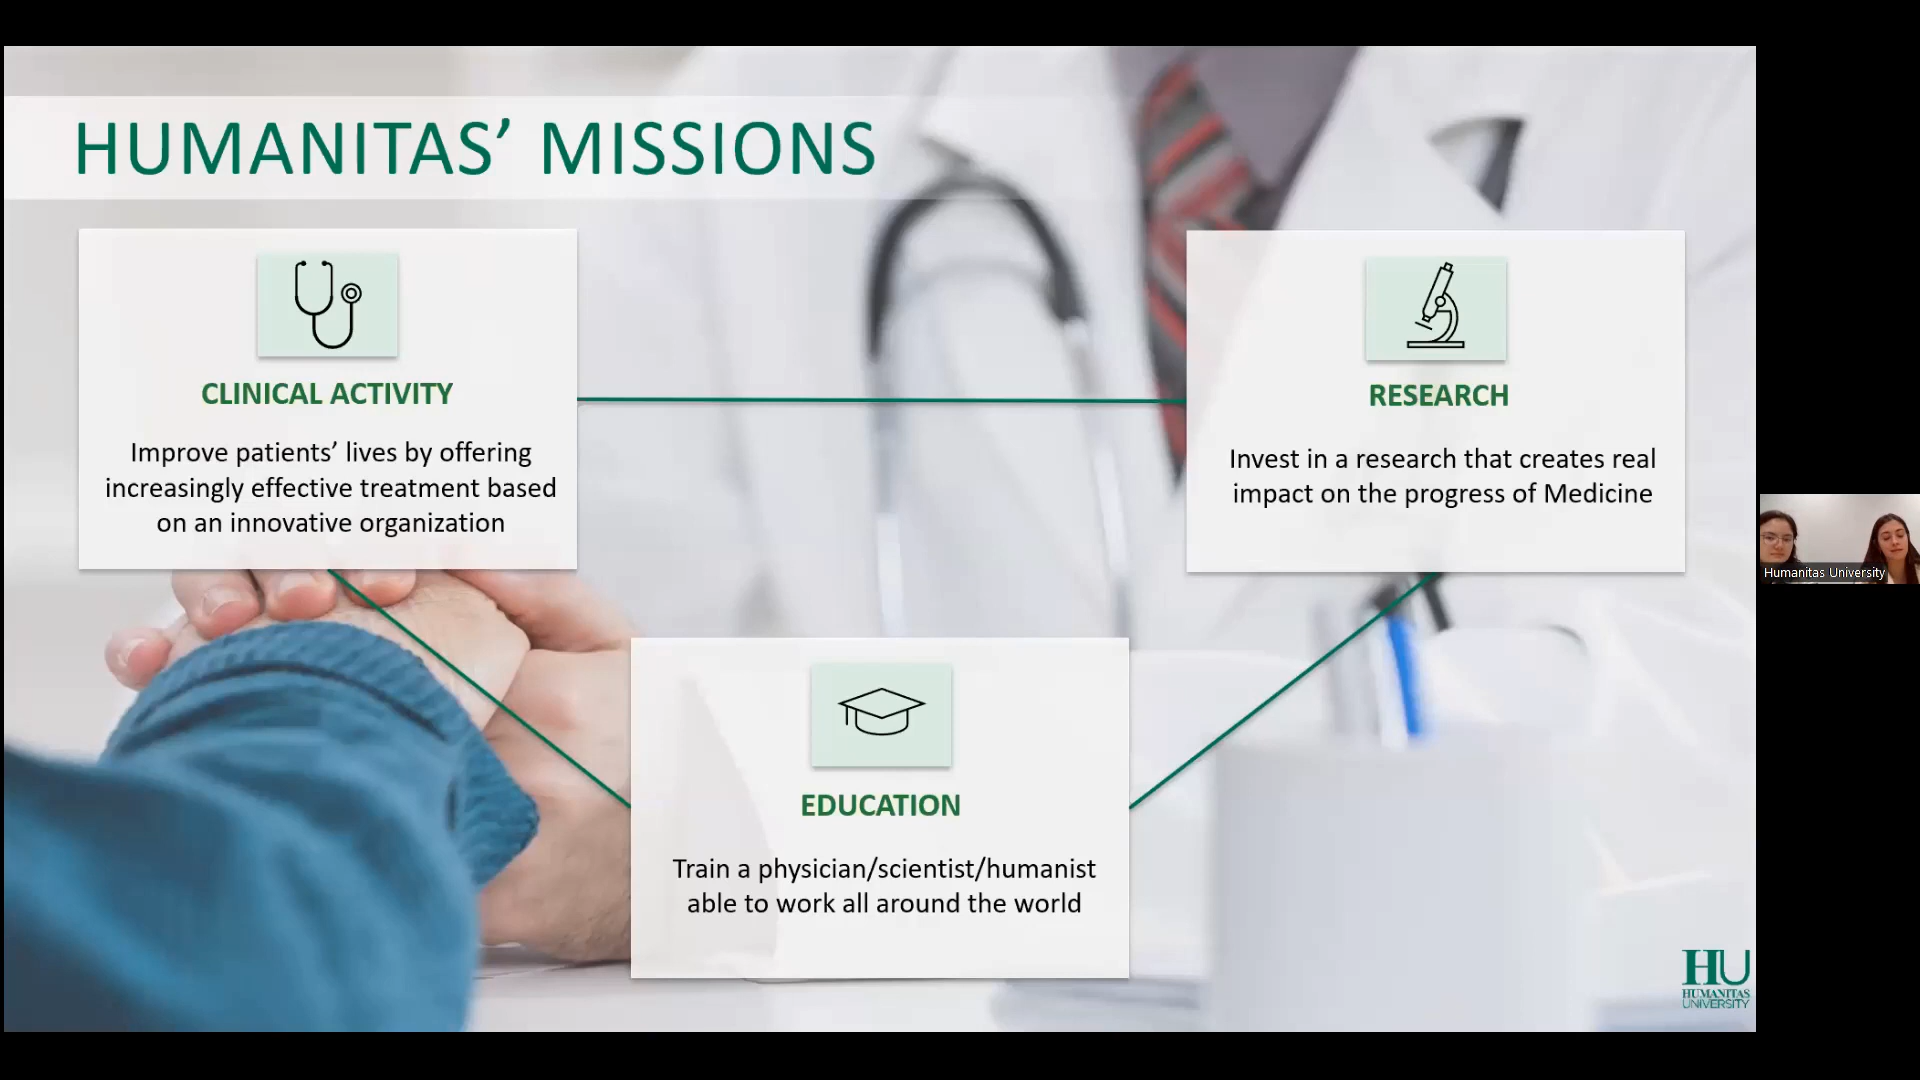 HUMANITAS’ MISSIONS
CLINICAL ACTIVITY
Improve patients’ lives by offering
increasingly effective treatment based
on an innovative organization
RESEARCH
Invest in a research that creates real
impact on the progress of Medicine
EDUCATION
Train a physician/scientist/humanist
able to work all around the world
Humanitas University
HU
HUMANITAS
UNIVERSITY